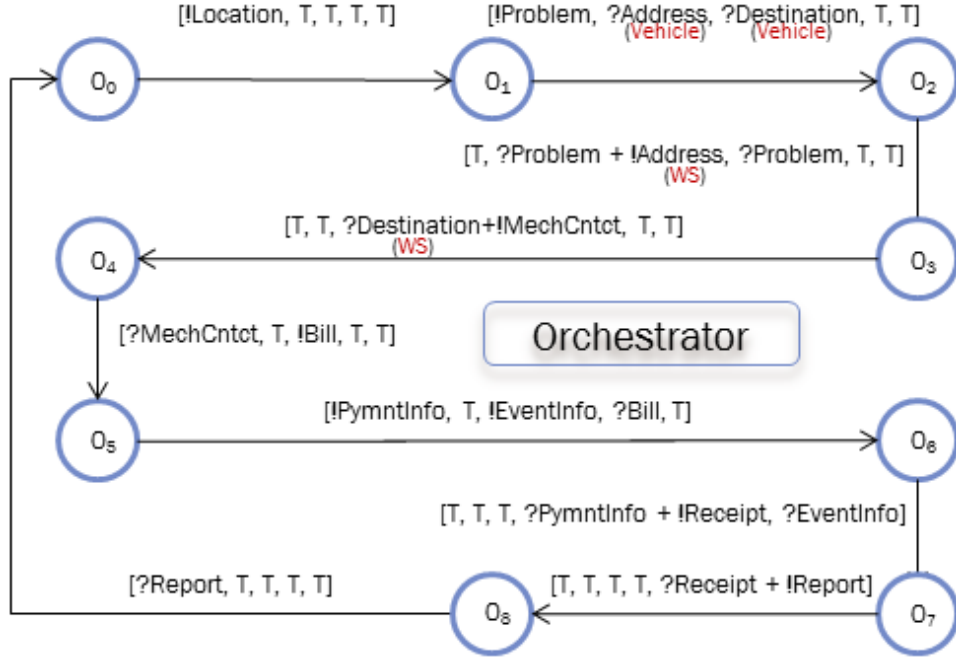 [!Location, T, T, T, T]
[!Problem, ?Address, ?Destination, T, T]
(Vehicle) (Vehicle)
O₀ O₁ O₂
[T, ?Problem + !Address, ?Problem, T, T]
(WS)
[T, T, ?Destination+!MechCntct, T, T]
(WS)
O₄ O₃
[?MechCntct, T, !Bill, T, T]
Orchestrator
[!PymntInfo, T, !EventInfo, ?Bill, T]
O₅ O₆
[T, T, T, ?PymntInfo + !Receipt, ?EventInfo]
[?Report, T, T, T, T]
[T, T, T, T, ?Receipt + !Report]
O₈ O₇